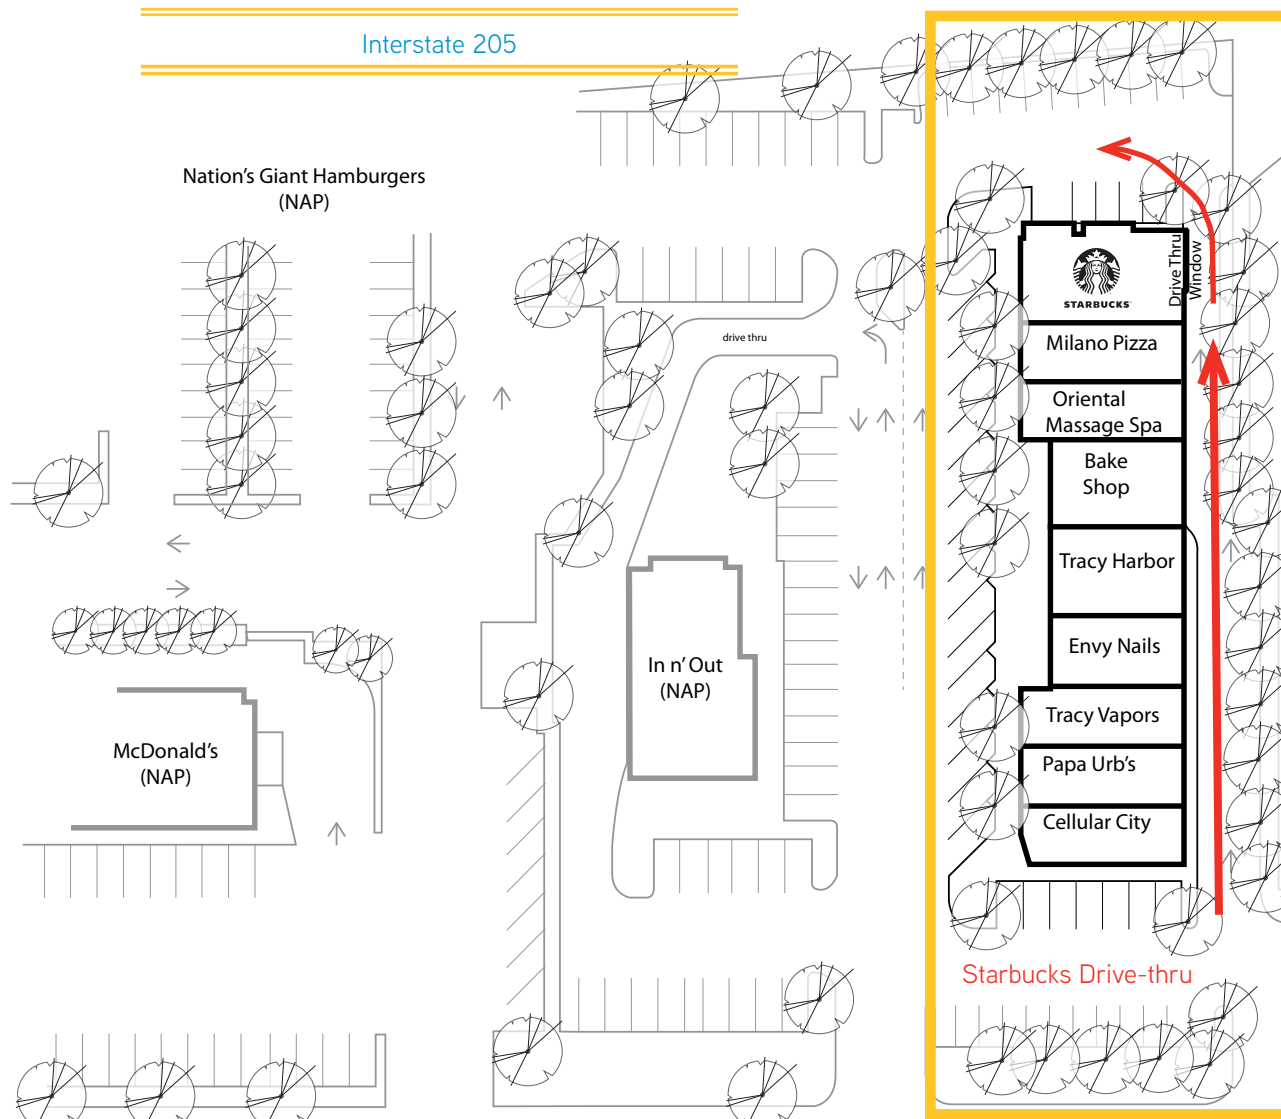 Interstate 205
Nation's Giant Hamburgers
(NAP)
drive thru
In n' Out
(NAP)
McDonald's
(NAP)
STARBUCKS
Drive Thru
Window
Milano Pizza
Oriental
Massage Spa
Bake
Shop
Tracy Harbor
Envy Nails
Tracy Vapors
Papa Urb's
Cellular City
Starbucks Drive-thru